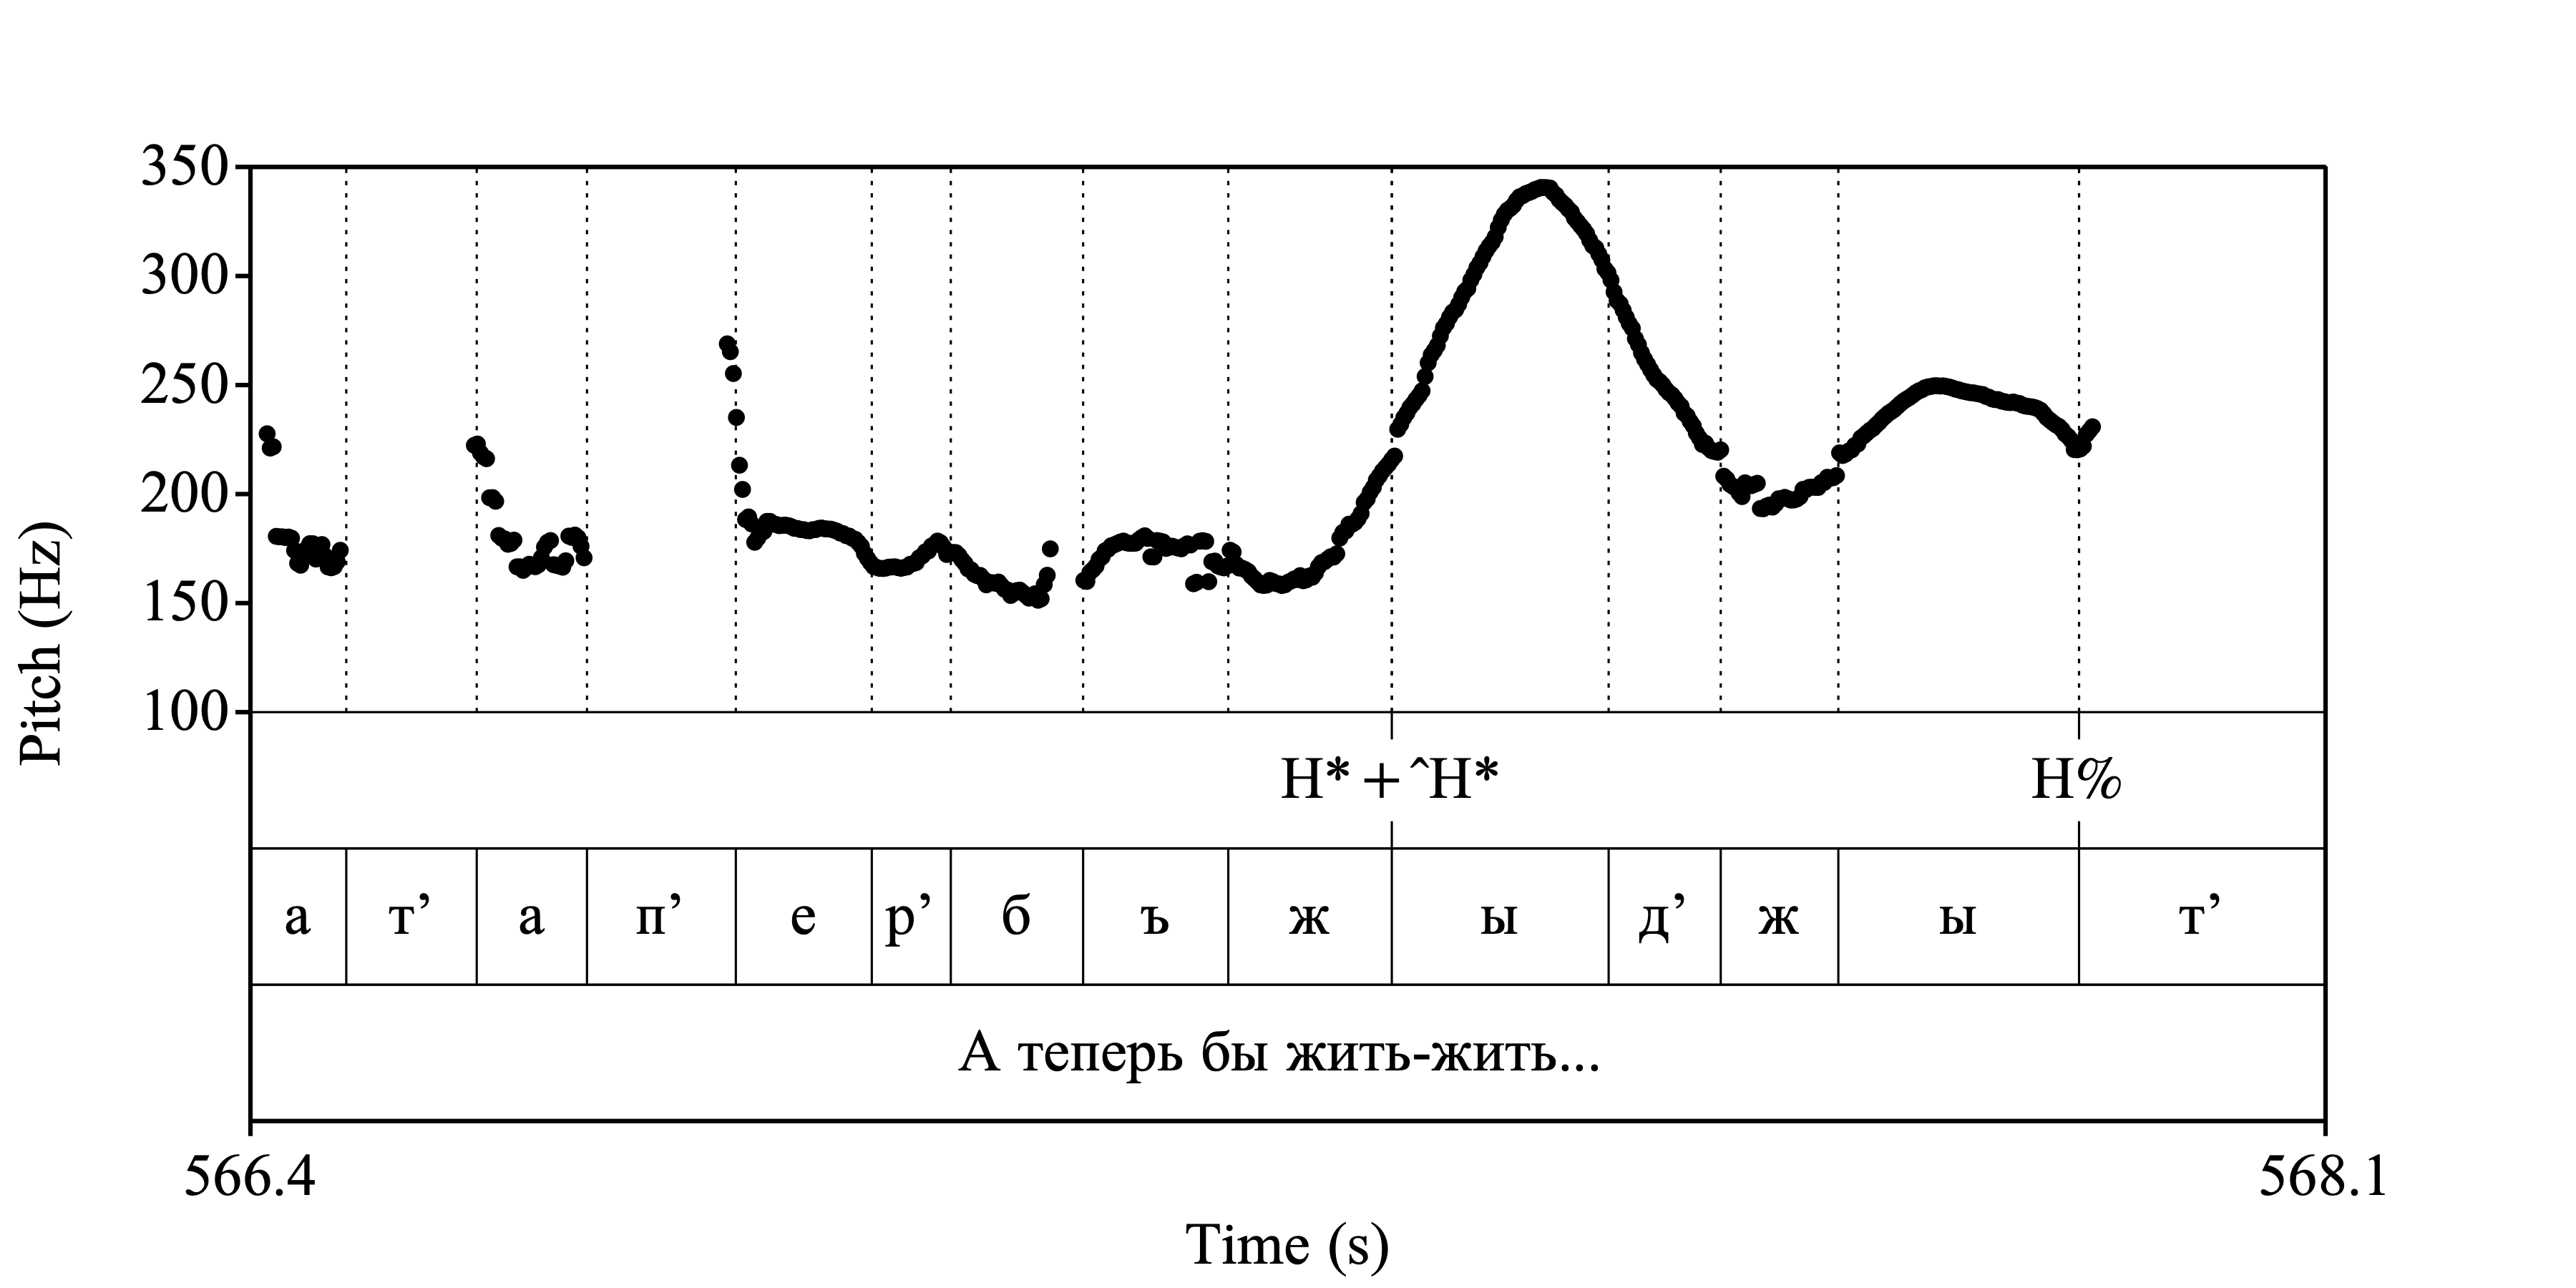 350
300
250
200
150
100
Pitch (Hz)
H* + ˆH* H%
а т’ а п’ е р’ б ъ ж ы д’ ж ы т’
А теперь бы жить-жить...
566.4 568.1
Time (s)